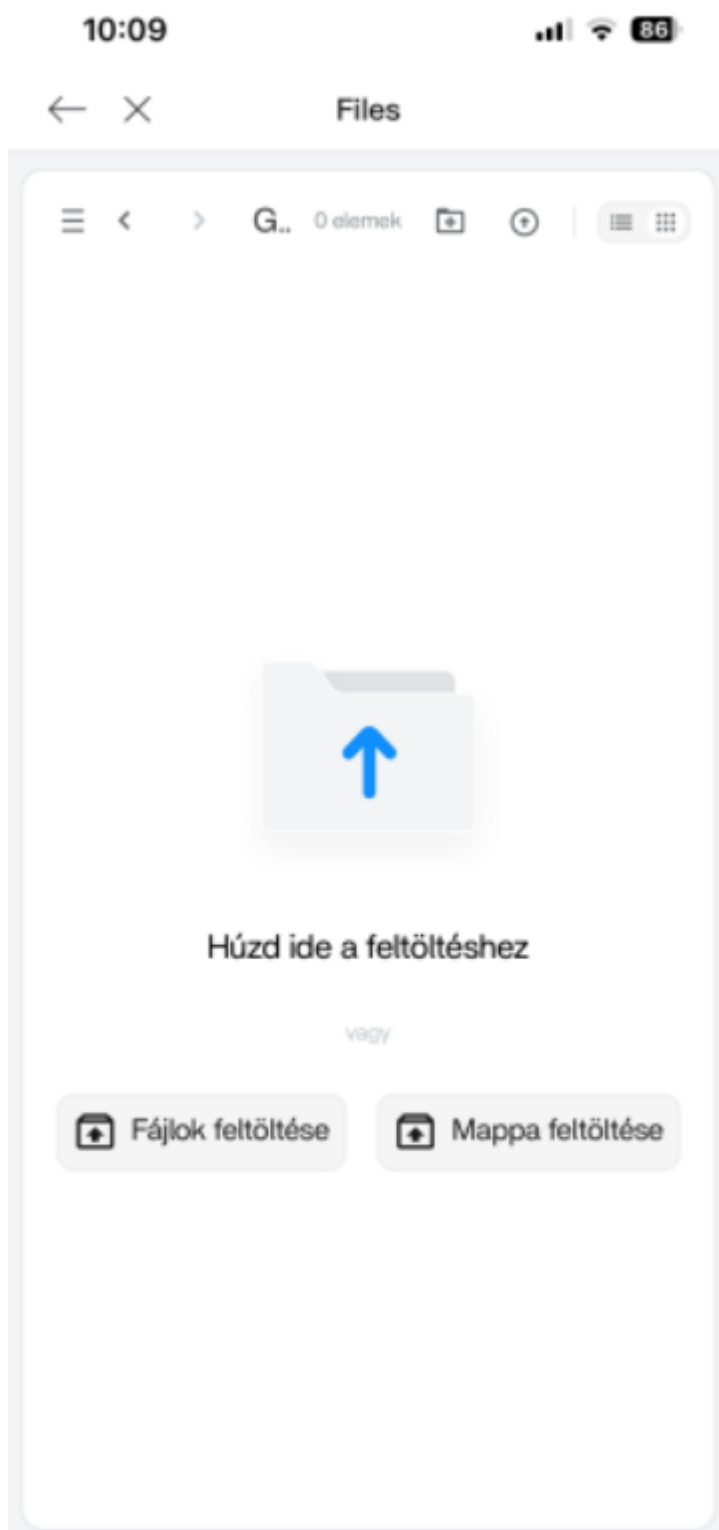 10:09 86
Files
G.. 0 elemek
Húzd ide a feltöltéshez
vagy
Fájlok feltöltése Mappa feltöltése